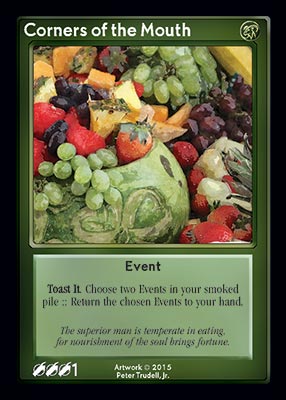 Corners of the Mouth
Event
Toast It. Choose two Events in your smoked
pile :: Return the chosen Events to your hand.
The superior man is temperate in eating,
for nourishment of the soul brings fortune.
1
Artwork © 2015
Peter Trudell, Jr.